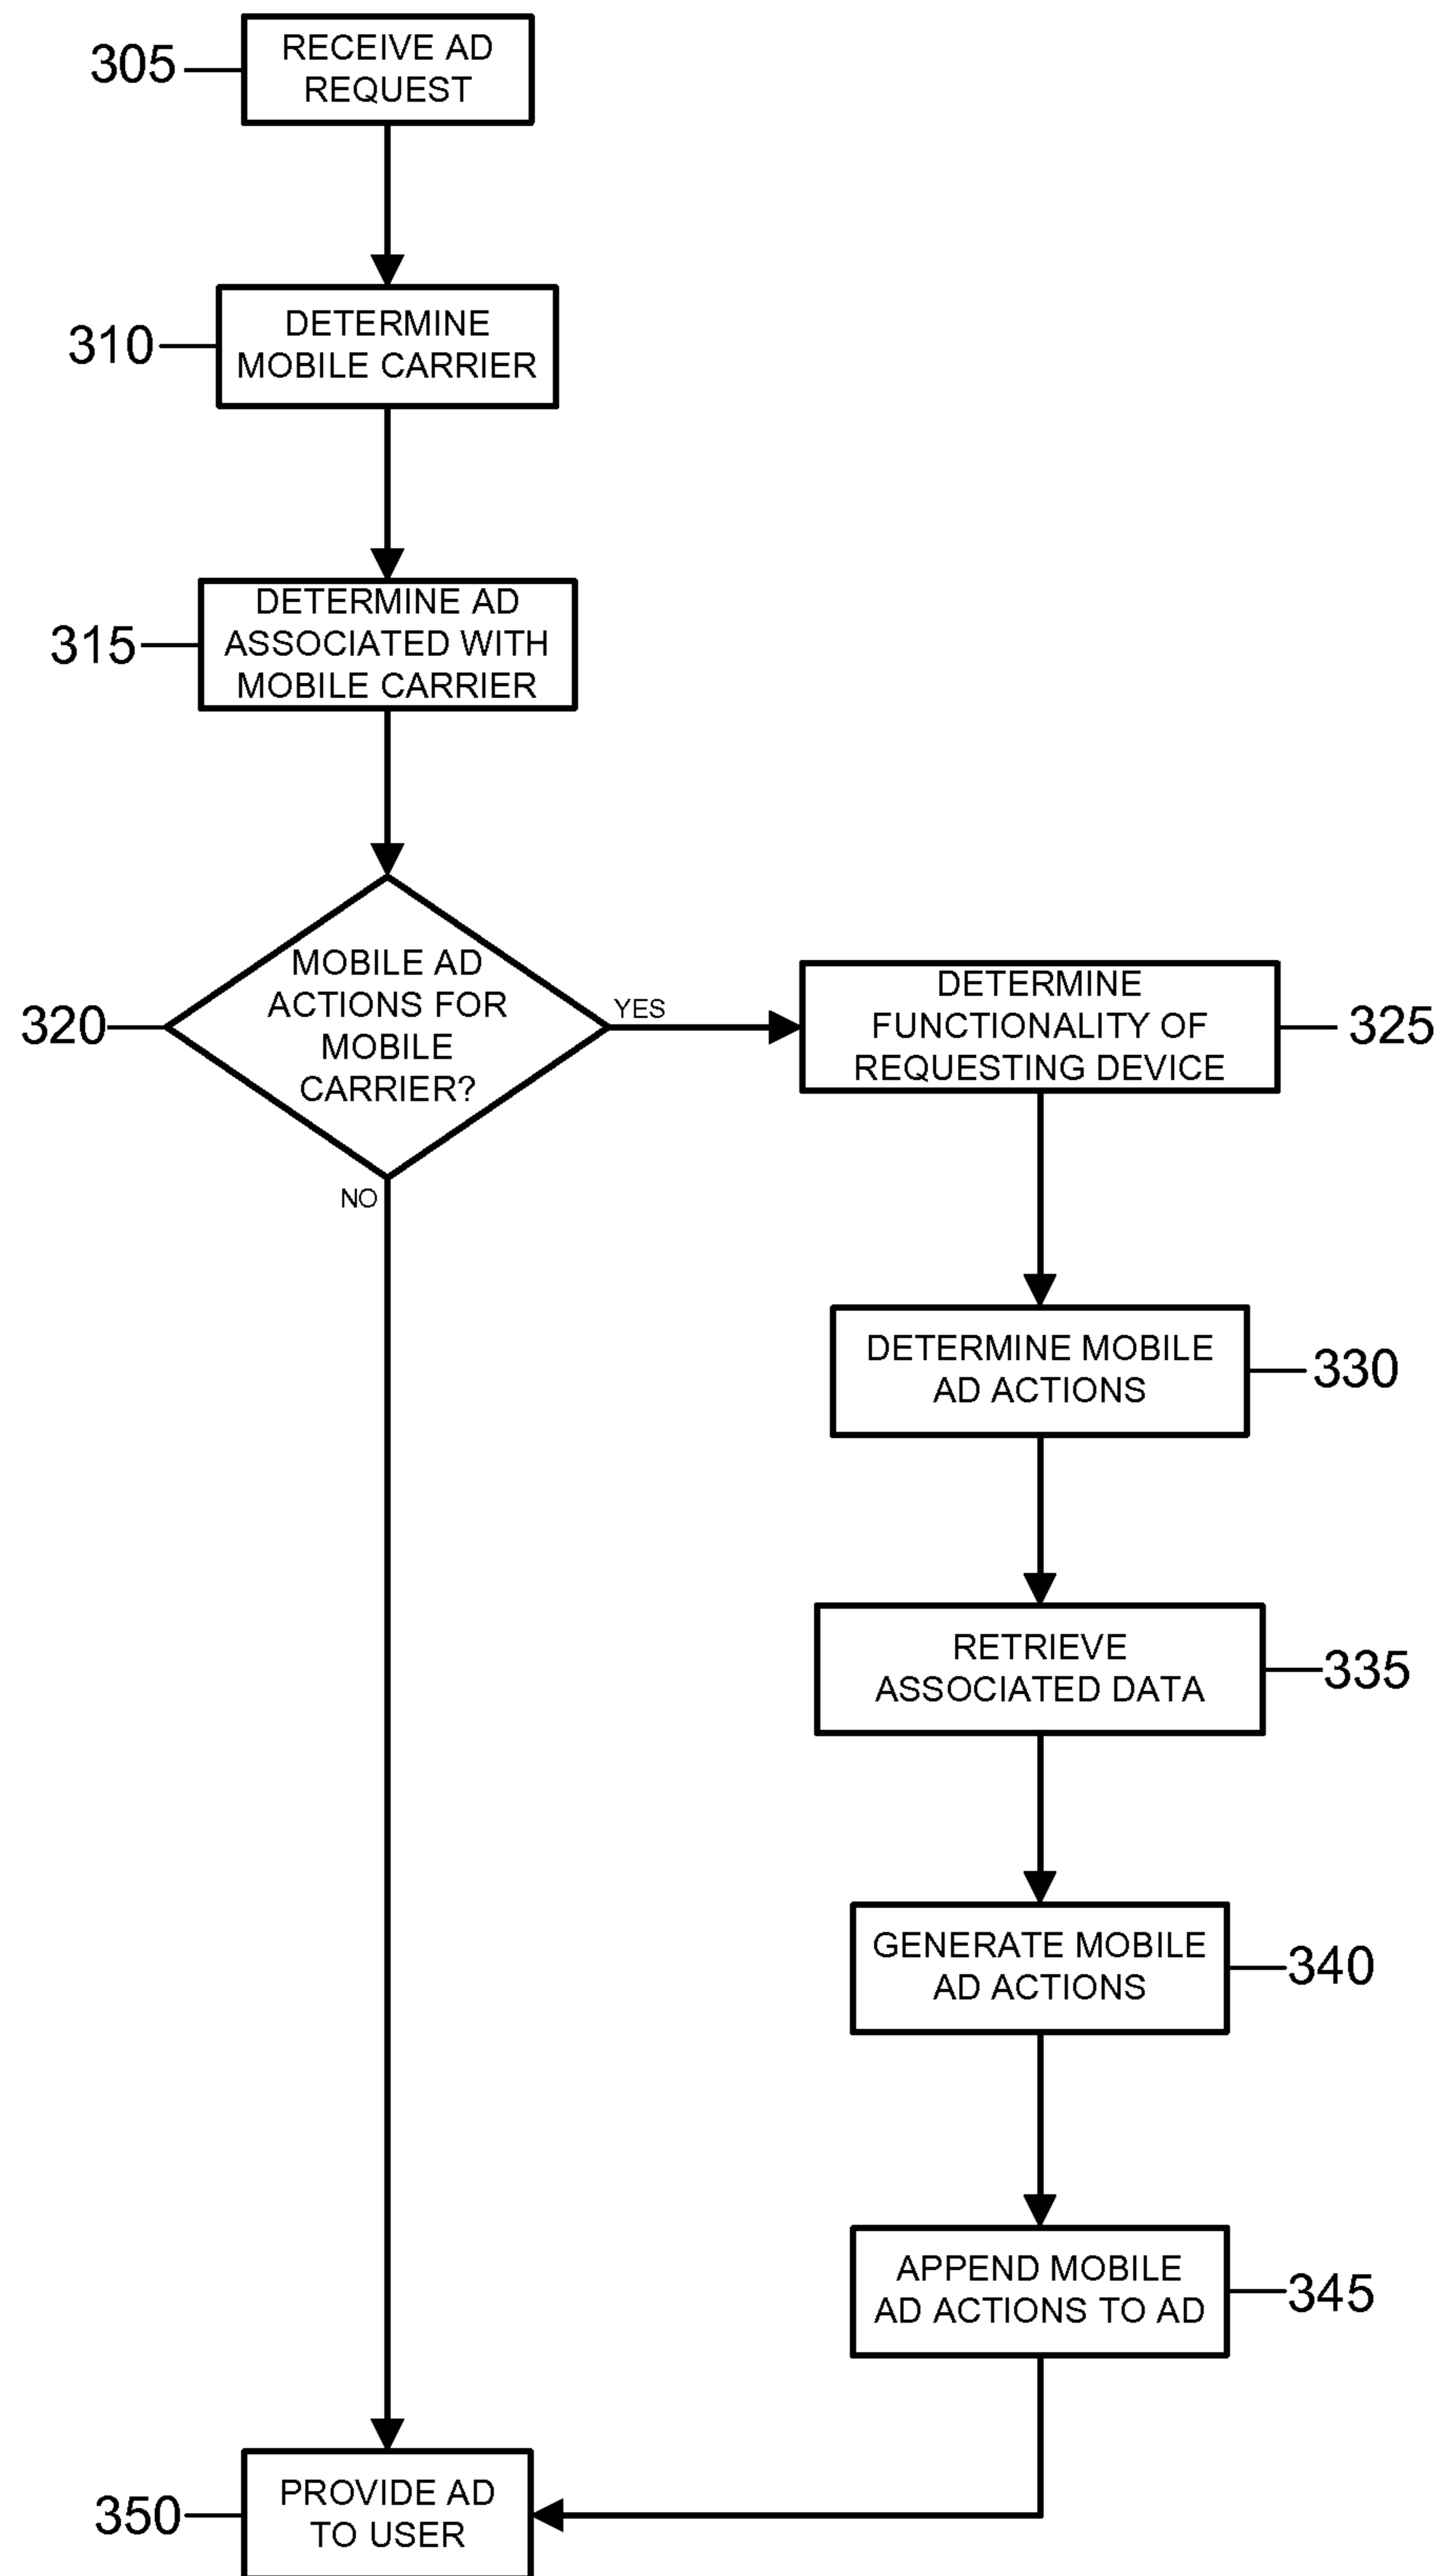 305
RECEIVE AD
REQUEST
310
DETERMINE
MOBILE CARRIER
315
DETERMINE AD
ASSOCIATED WITH
MOBILE CARRIER
320
MOBILE AD
ACTIONS FOR
MOBILE
CARRIER?
YES
NO
DETERMINE
FUNCTIONALITY OF
REQUESTING DEVICE
325
DETERMINE MOBILE
AD ACTIONS
330
RETRIEVE
ASSOCIATED DATA
335
GENERATE MOBILE
AD ACTIONS
340
APPEND MOBILE
AD ACTIONS TO AD
345
350
PROVIDE AD
TO USER